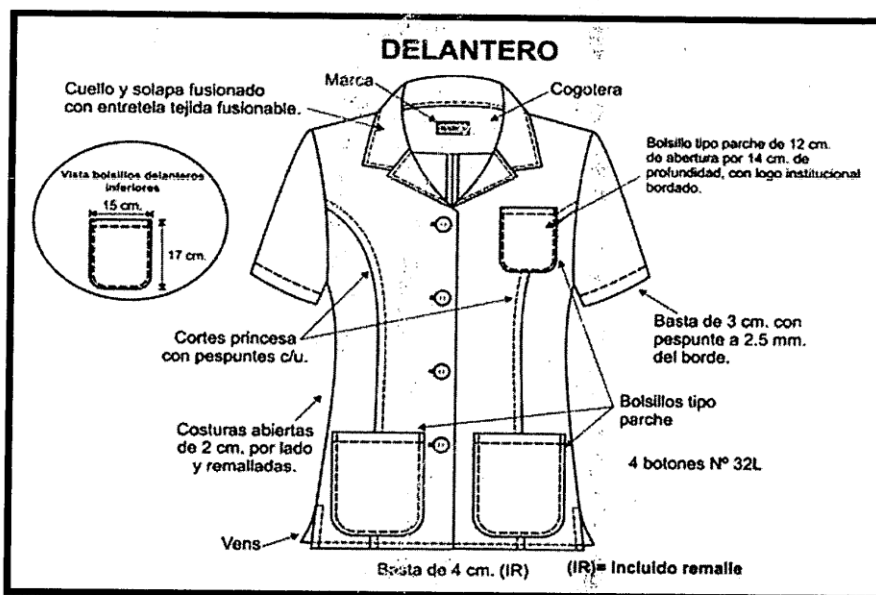 DELANTERO
Cuello y solapa fusionado
con entretela tejida fusionable.
Marca
Cogotera
Bolsillo tipo parche de 12 cm.
de abertura por 14 cm. de
profundidad, con logo institucional
bordado.
Vista bolsillos delanteros
inferiores
15 cm.
17 cm.
Cortes princesa
con pespuntes c/u.
Basta de 3 cm. con
pespunte a 2.5 mm.
del borde.
Costuras abiertas
de 2 cm. por lado
y remalladas.
Bolsillos tipo
parche
4 botones Nº 32L
Vens
Basta de 4 cm. (IR)
(IR)= Incluido remalle